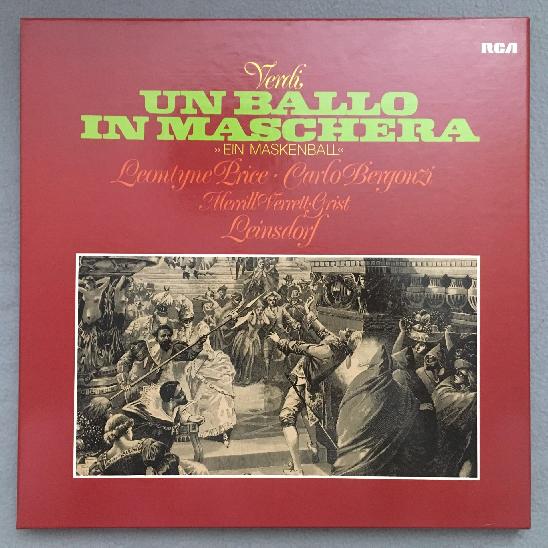 RCA
Verdi
UN BALLO
IN MASCHERA
»EIN MASKENBALL«
Leontyne Price · Carlo Bergonzi
Merrill·Verrett·Grist
Leinsdorf